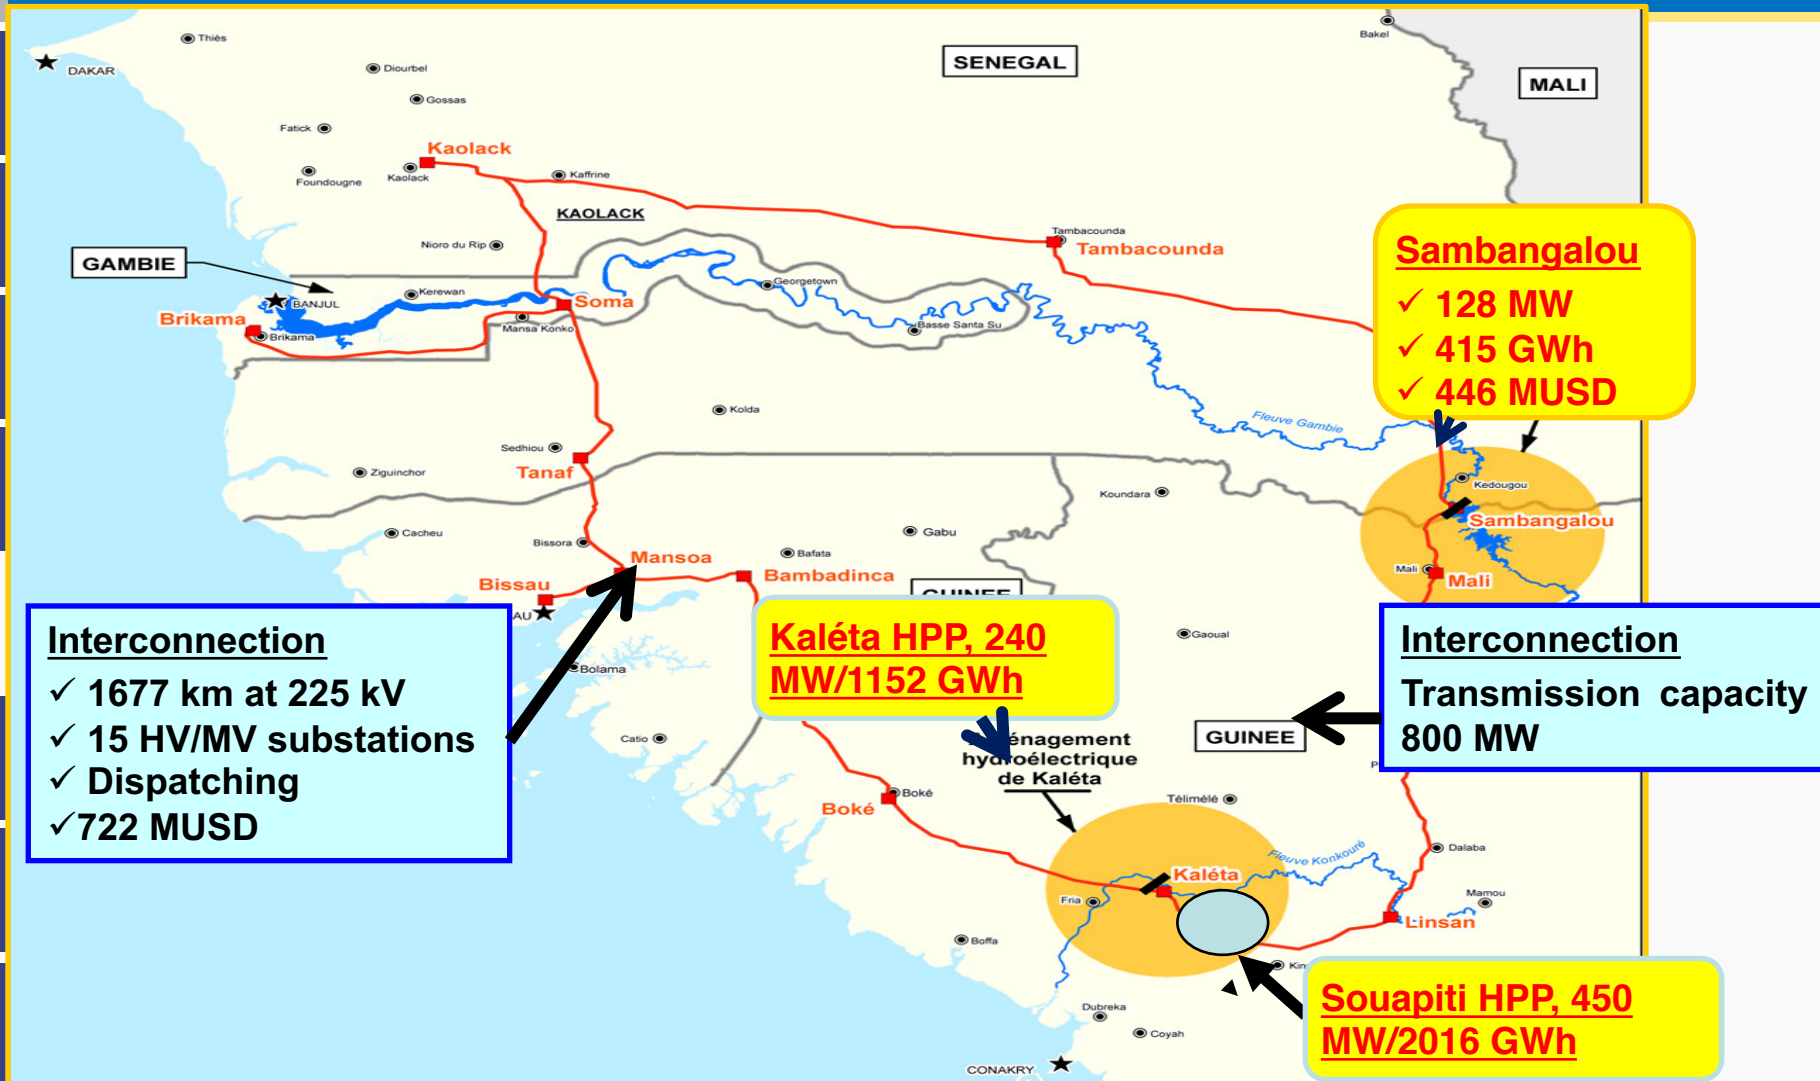 Thiès
Bakel
DAKAR
Diourbel
SENEGAL
MALI
Gossas
Fatick
Kaolack
Foundougne
Kaolack
Kaffrine
KAOLACK
Nioro du Rip
Tambacounda
Tambacounda
GAMBIE
BANJUL
Kerewan
Georgetown
Soma
Brikama
Brikama
Mansa Konko
Basse Santa Su
Sambangalou
✓ 128 MW
✓ 415 GWh
✓ 446 MUSD
Kolda
Fleuve Gambie
Sedhiou
Tanaf
Ziguinchor
Koundara
Kedougou
Sambangalou
Cacheu
Bissora
Gabu
Mansoa
Bafata
Bambadinca
Bissau
Mali
Mali
GUINEE
AU
Interconnection
✓ 1677 km at 225 kV
✓ 15 HV/MV substations
✓ Dispatching
✓722 MUSD
Kaléta HPP, 240
MW/1152 GWh
Gaoual
Bolama
Interconnection
Transmission capacity
800 MW
Catio
GUINEE
énagement
hydroélectrique
de Kaléta
Boké
Boké
Télimélé
Dalaba
Fleuve Konkouré
Kaléta
Fria
Mamou
Linsan
Boffa
Kin
Souapiti HPP, 450
MW/2016 GWh
Dubreka
Coyah
CONAKRY